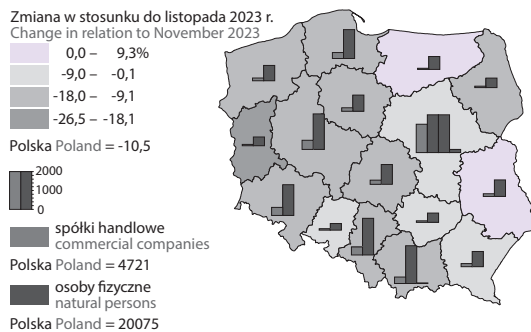 Zmiana w stosunku do listopada 2023 r.
Change in relation to November 2023
0,0 – 9,3%
-9,0 – -0,1
-18,0 – -9,1
-26,5 – -18,1
Polska Poland = -10,5
2000
1000
0
spółki handlowe
commercial companies
Polska Poland = 4721
osoby fizyczne
natural persons
Polska Poland = 20075